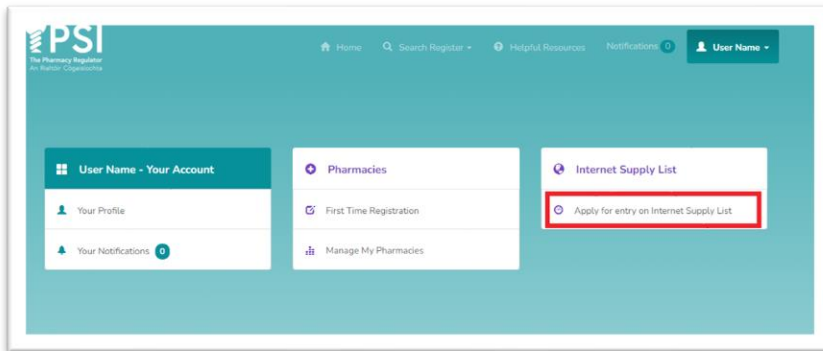 PSI
The Pharmacy Regulator
An Rialtóir Cógaisíochta
Home
Search Register
Helpful Resources
Notifications 0
User Name
User Name - Your Account
Your Profile
Your Notifications 0
Pharmacies
First Time Registration
Manage My Pharmacies
Internet Supply List
Apply for entry on Internet Supply List